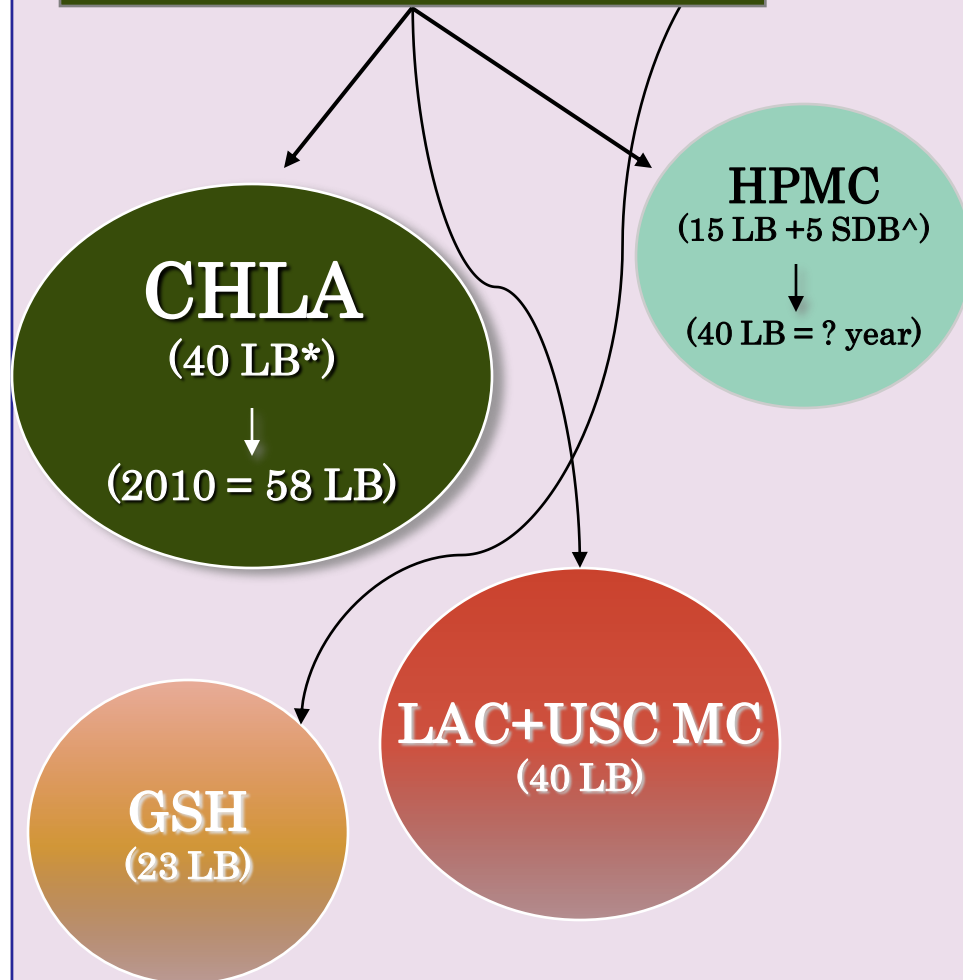 HPMC
(15 LB +5 SDB^)
(40 LB = ? year)
CHLA
(40 LB*)
(2010 = 58 LB)
LAC+USC MC
(40 LB)
GSH
(23 LB)